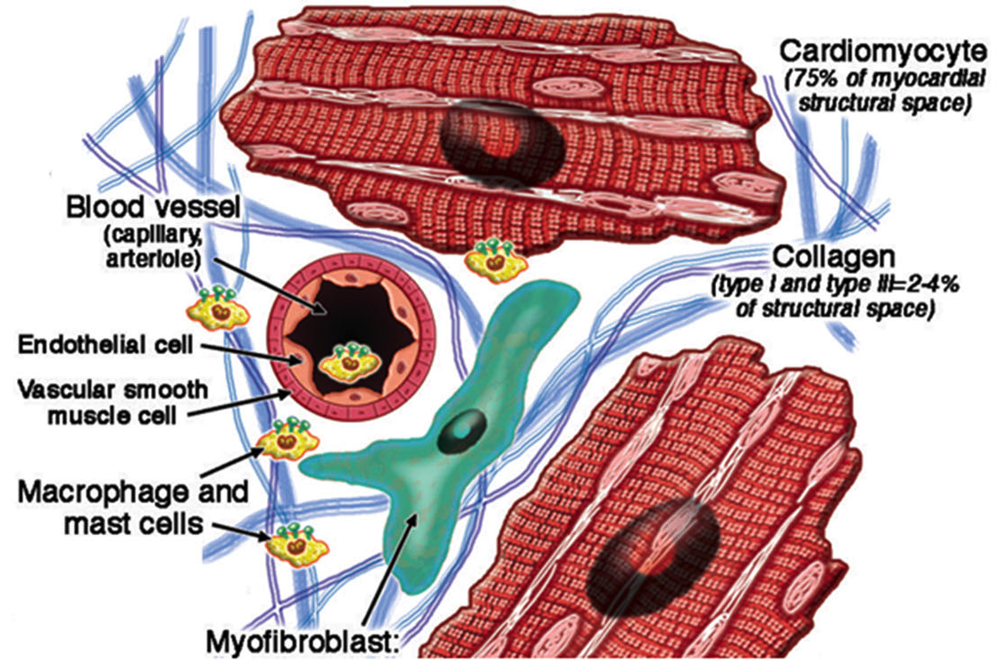 Cardiomyocyte
(75% of myocardial
structural space)
Blood vessel
(capillary,
arteriole)
Collagen
(type I and type III=2-4%
of structural space)
Endothelial cell
Vascular smooth
muscle cell
Macrophage and
mast cells
Myofibroblast: